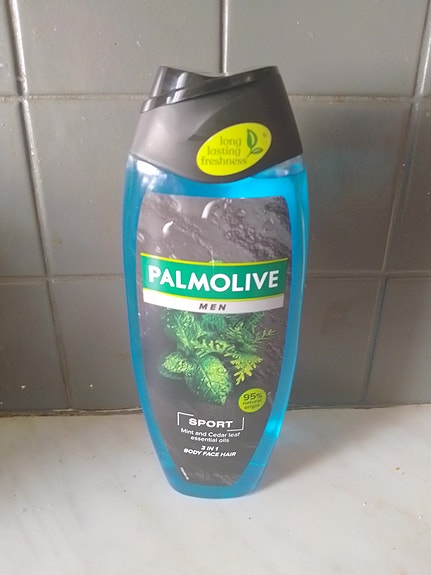 long
lasting
freshness
PALMOLIVE
MEN
95%
natural
origin
SPORT
Mint and Cedar leaf
essential oils
3 IN 1
BODY FACE HAIR